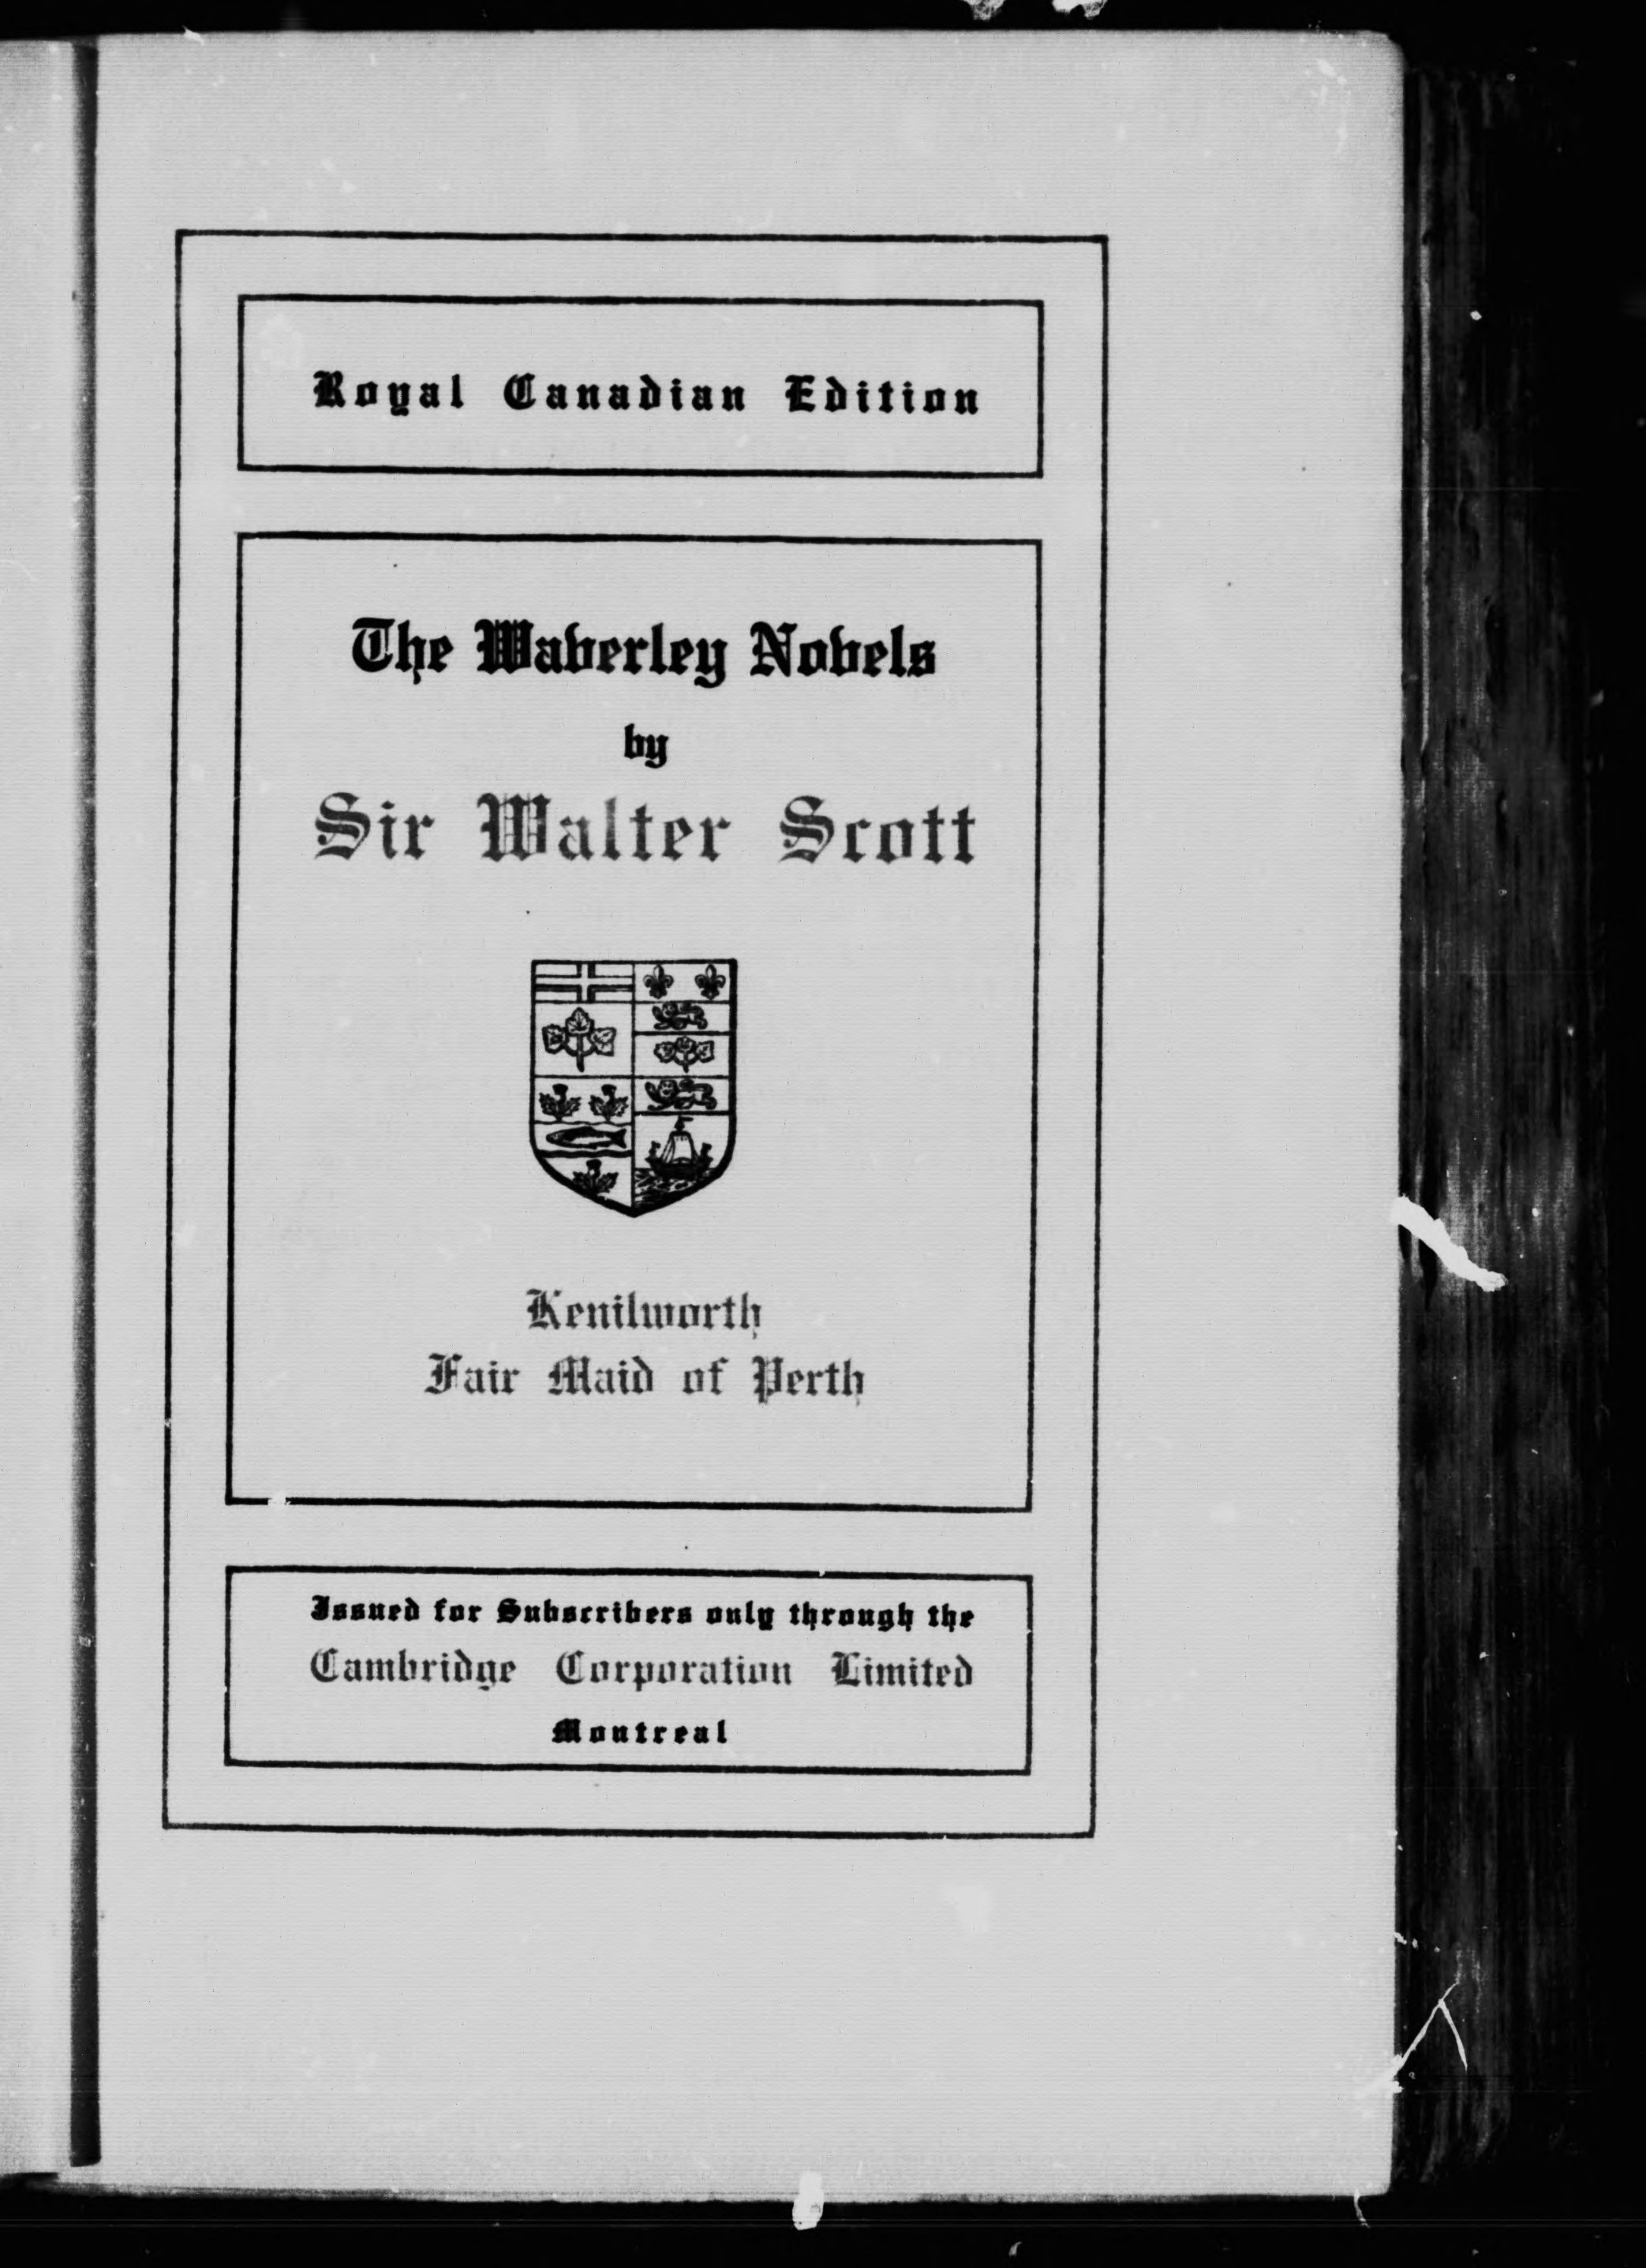 Royal Canadian Edition
The Waverley Novels
by
Sir Walter Scott
Kenilworth
Fair Maid of Perth
Issued for Subscribers only through the
Cambridge Corporation Limited
Montreal